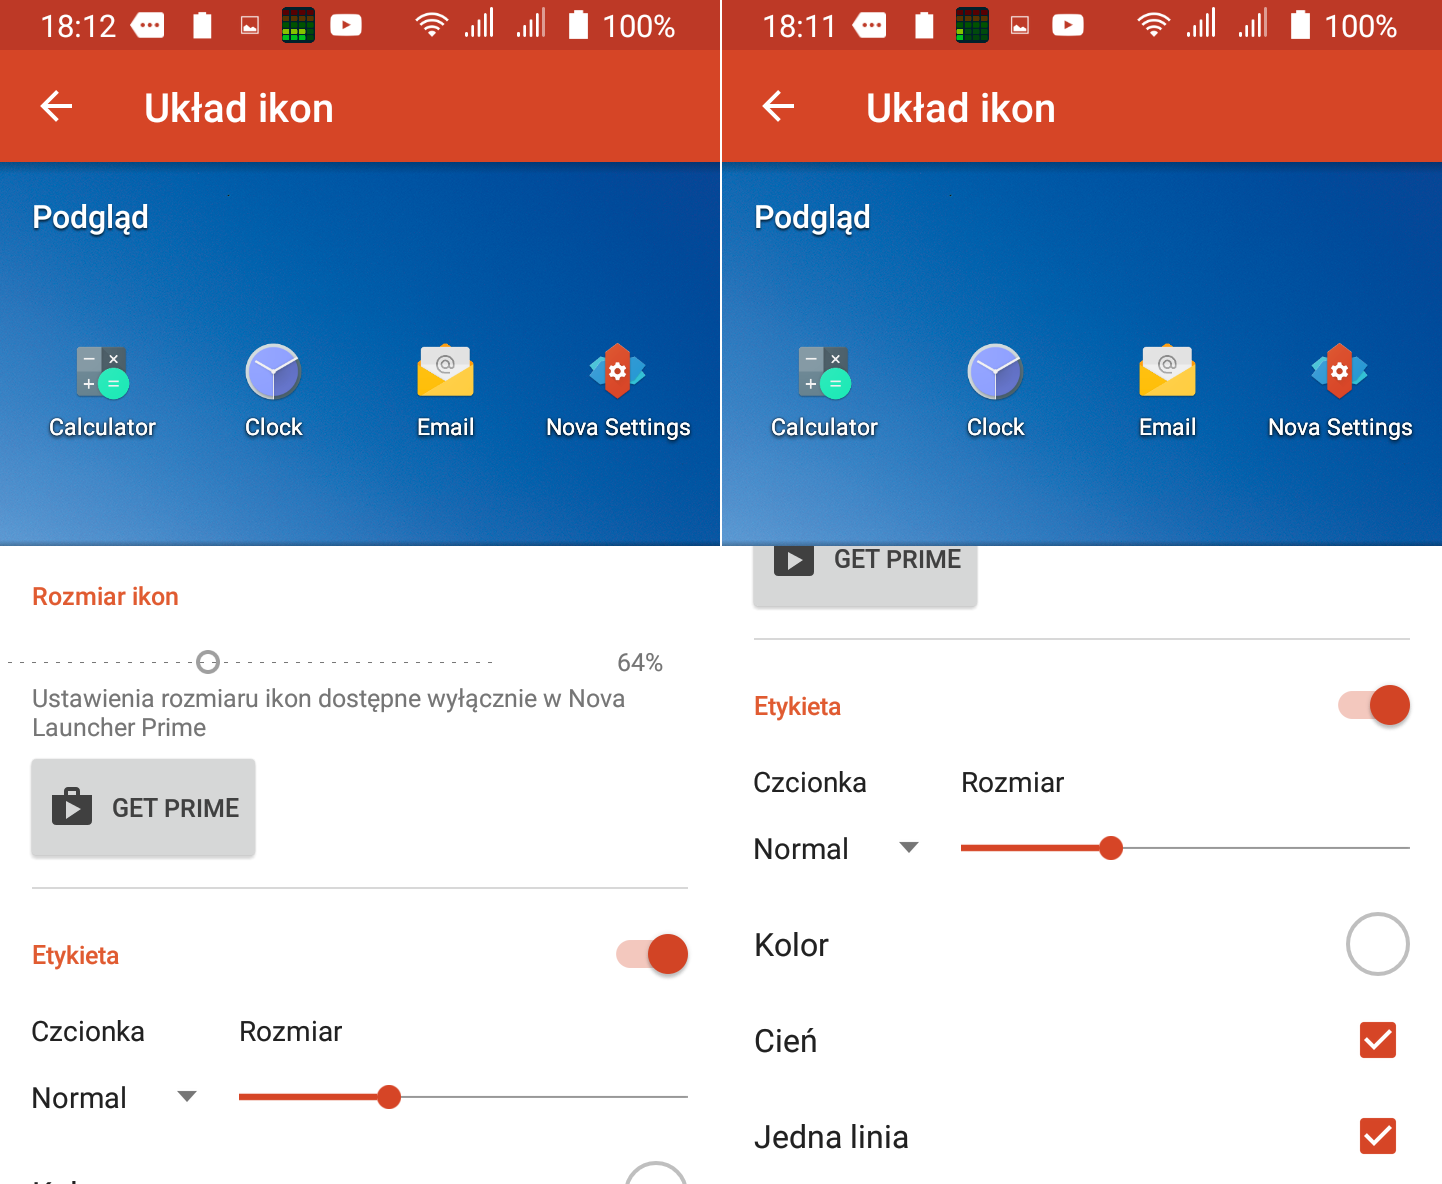 18:12
100%
Układ ikon
Podgląd
Calculator
Clock
Email
Nova Settings
Rozmiar ikon
64%
Ustawienia rozmiaru ikon dostępne wyłącznie w Nova
Launcher Prime
GET PRIME
Etykieta
Czcionka
Rozmiar
Normal
18:11
100%
Układ ikon
Podgląd
Calculator
Clock
Email
Nova Settings
GET PRIME
Etykieta
Czcionka
Rozmiar
Normal
Kolor
Cień
Jedna linia